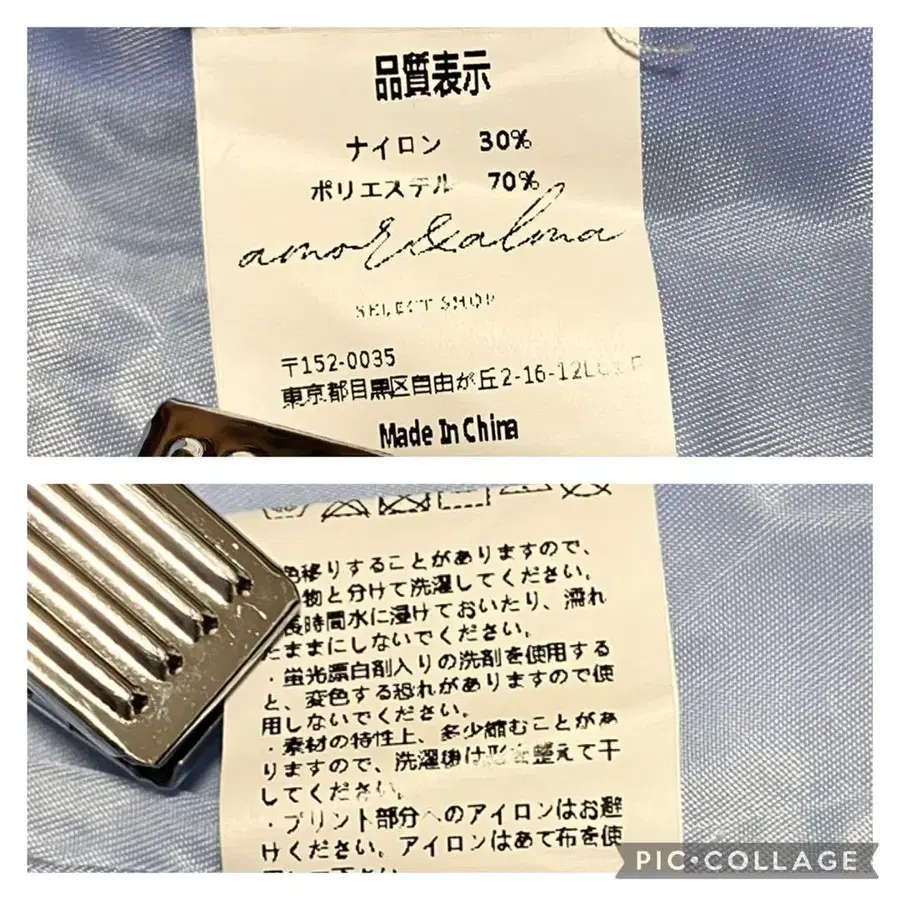 品質表示
ナイロン 30%
ポリエステル 70%
amor&alma
SELECT SHOP
〒152-0035
東京都目黒区自由が丘2-16-12
Made In China
色移りすることがありますので、
物と分けて洗濯してください。
長時間水に浸けておいたり、濡れ
たままにしないでください。
・蛍光漂白剤入りの洗剤を使用する
と、変色する恐れがありますので使
用しないでください。
・素材の特性上、多少縮むことがあ
りますので、洗濯後は形を整えて干
してください。
・プリント部分へのアイロンはお避
けください。アイロンはあて布を使
PIC•COLLAGE